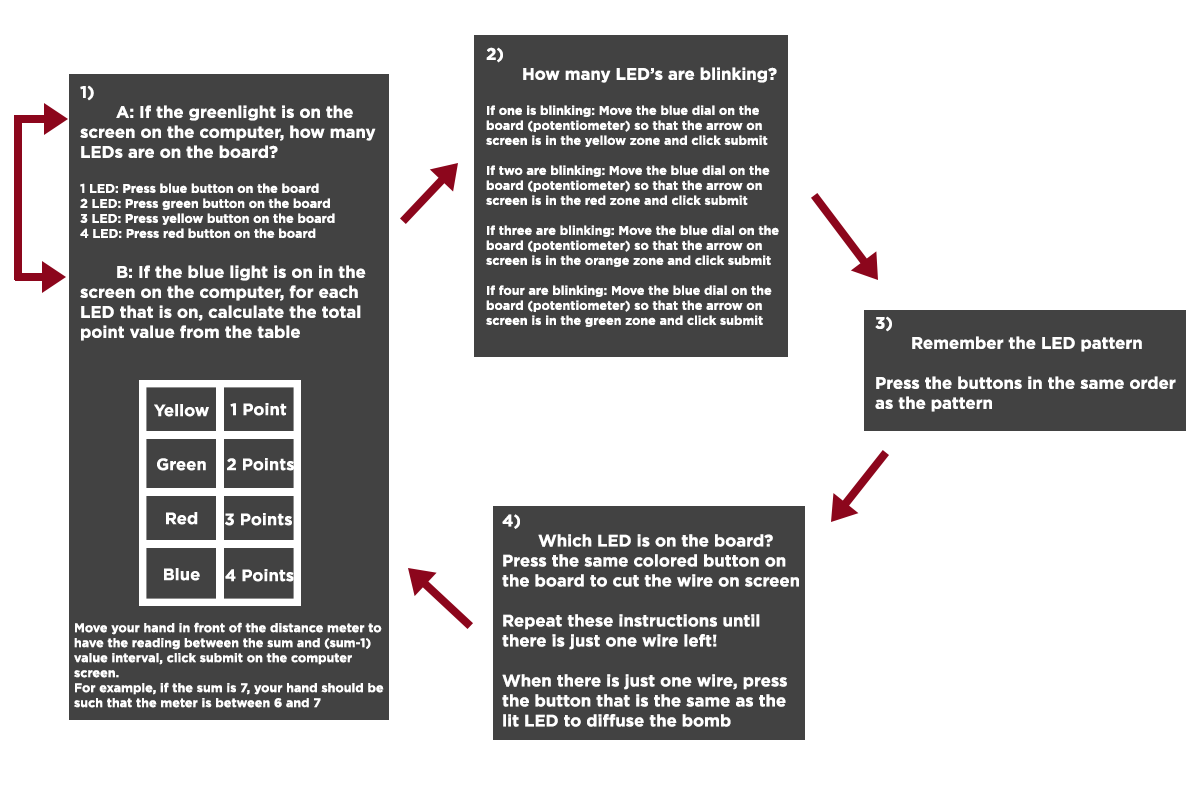 1)
A: If the greenlight is on the
screen on the computer, how many
LEDs are on the board?
1 LED: Press blue button on the board
2 LED: Press green button on the board
3 LED: Press yellow button on the board
4 LED: Press red button on the board
B: If the blue light is on in the
screen on the computer, for each
LED that is on, calculate the total
point value from the table
Yellow 1 Point
Green 2 Points
Red 3 Points
Blue 4 Points
Move your hand in front of the distance meter to
have the reading between the sum and (sum-1)
value interval, click submit on the computer
screen.
For example, if the sum is 7, your hand should be
such that the meter is between 6 and 7
2)
How many LED's are blinking?
If one is blinking: Move the blue dial on the
board (potentiometer) so that the arrow on
screen is in the yellow zone and click submit
If two are blinking: Move the blue dial on the
board (potentiometer) so that the arrow on
screen is in the red zone and click submit
If three are blinking: Move the blue dial on the
board (potentiometer) so that the arrow on
screen is in the orange zone and click submit
If four are blinking: Move the blue dial on the
board (potentiometer) so that the arrow on
screen is in the green zone and click submit
3)
Remember the LED pattern
Press the buttons in the same order
as the pattern
4)
Which LED is on the board?
Press the same colored button on
the board to cut the wire on screen
Repeat these instructions until
there is just one wire left!
When there is just one wire, press
the button that is the same as the
lit LED to diffuse the bomb